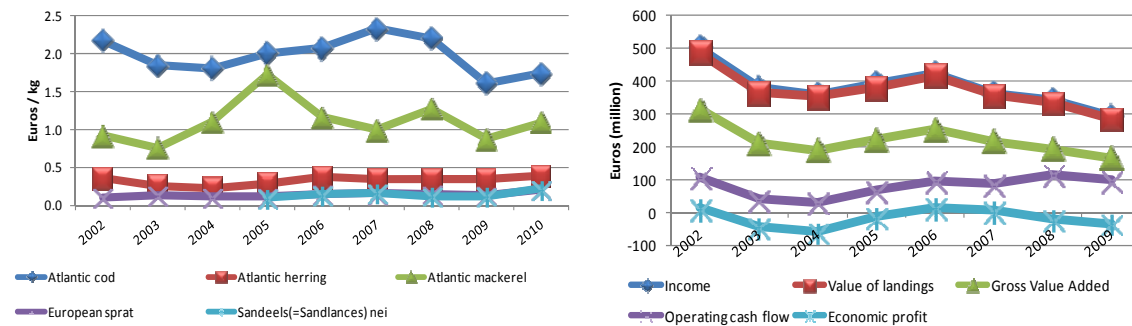 2.5
2.0
1.5
1.0
0.5
0.0
Euros / kg
2002 2003 2004 2005 2006 2007 2008 2009 2010
Atlantic cod Atlantic herring Atlantic mackerel
European sprat Sandeels(=Sandlances) nei
600
500
400
300
200
100
0
-100
Euros (million)
2002 2003 2004 2005 2006 2007 2008 2009
Income Value of landings Gross Value Added
Operating cash flow Economic profit